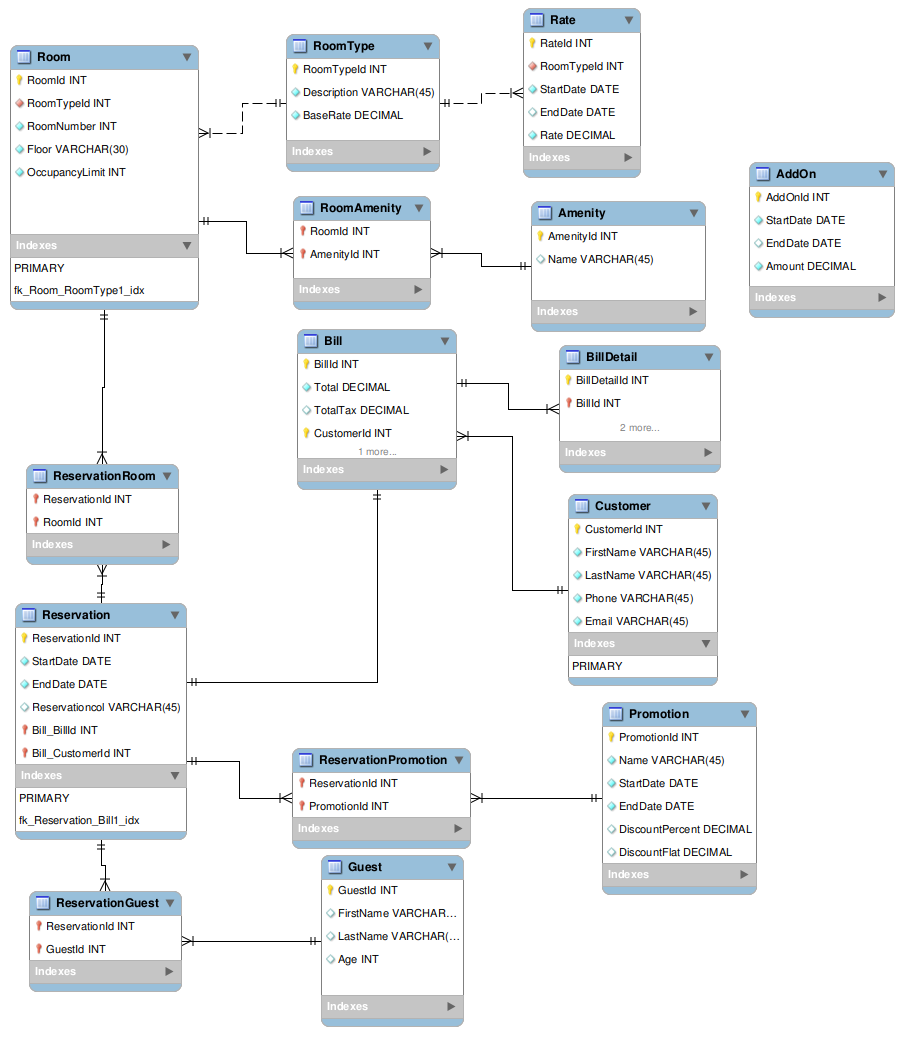 Room
RoomId INT
RoomTypeId INT
RoomNumber INT
Floor VARCHAR(30)
OccupancyLimit INT
Indexes
PRIMARY
fk_Room_RoomType1_idx
RoomType
RoomTypeId INT
Description VARCHAR(45)
BaseRate DECIMAL
Indexes
Rate
RateId INT
RoomTypeId INT
StartDate DATE
EndDate DATE
Rate DECIMAL
Indexes
AddOn
AddOnId INT
StartDate DATE
EndDate DATE
Amount DECIMAL
Indexes
RoomAmenity
RoomId INT
AmenityId INT
Indexes
Amenity
AmenityId INT
Name VARCHAR(45)
Indexes
Bill
BillId INT
Total DECIMAL
TotalTax DECIMAL
CustomerId INT
1 more...
Indexes
BillDetail
BillDetailId INT
BillId INT
2 more...
Indexes
ReservationRoom
ReservationId INT
RoomId INT
Indexes
Customer
CustomerId INT
FirstName VARCHAR(45)
LastName VARCHAR(45)
Phone VARCHAR(45)
Email VARCHAR(45)
Indexes
PRIMARY
Reservation
ReservationId INT
StartDate DATE
EndDate DATE
Reservationcol VARCHAR(45)
Bill_BillId INT
Bill_CustomerId INT
Indexes
PRIMARY
fk_Reservation_Bill1_idx
ReservationPromotion
ReservationId INT
PromotionId INT
Indexes
Promotion
PromotionId INT
Name VARCHAR(45)
StartDate DATE
EndDate DATE
DiscountPercent DECIMAL
DiscountFlat DECIMAL
Indexes
ReservationGuest
ReservationId INT
GuestId INT
Indexes
Guest
GuestId INT
FirstName VARCHAR...
LastName VARCHAR(...
Age INT
Indexes